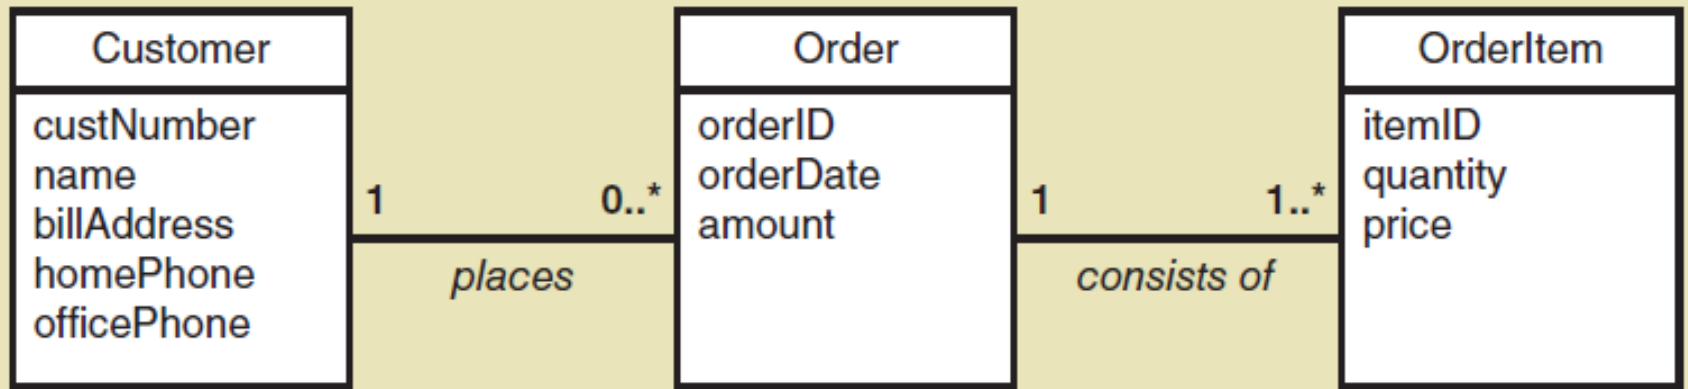 Customer
custNumber
name
billAddress
homePhone
officePhone
1
0..*
places
Order
orderID
orderDate
amount
1
1..*
consists of
OrderItem
itemID
quantity
price